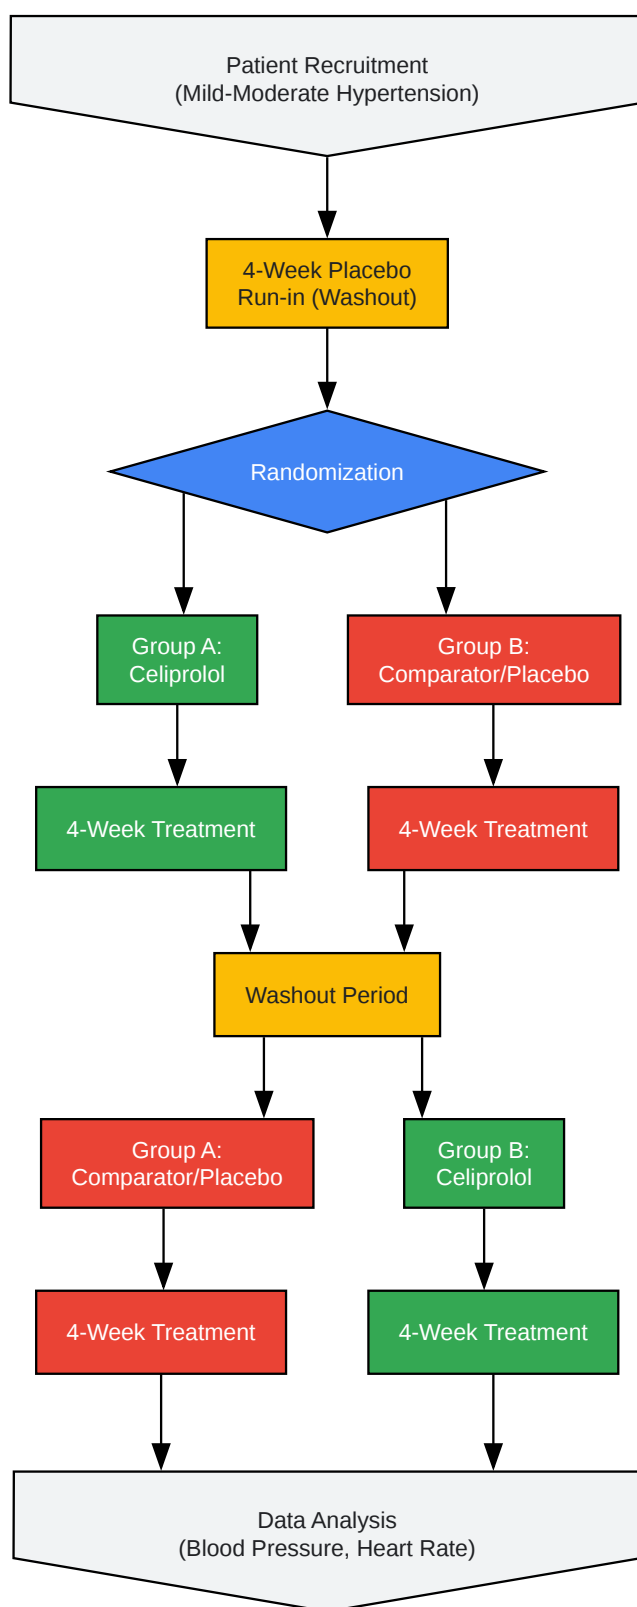 Patient Recruitment
(Mild-Moderate Hypertension)
4-Week Placebo
Run-in (Washout)
Randomization
Group A:
Celiprolol
Group B:
Comparator/Placebo
4-Week Treatment
4-Week Treatment
Washout Period
Group A:
Comparator/Placebo
Group B:
Celiprolol
4-Week Treatment
4-Week Treatment
Data Analysis
(Blood Pressure, Heart Rate)